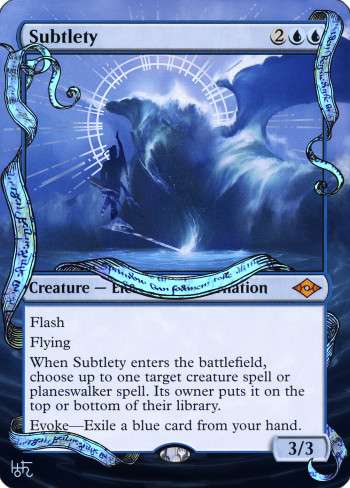 Subtlety 2
Creature — El nation
Flash
Flying
When Subtlety enters the battlefield,
choose up to one target creature spell or
planeswalker spell. Its owner puts it on
the top or bottom of their library.
Evoke—Exile a blue card from your hand.
3/3